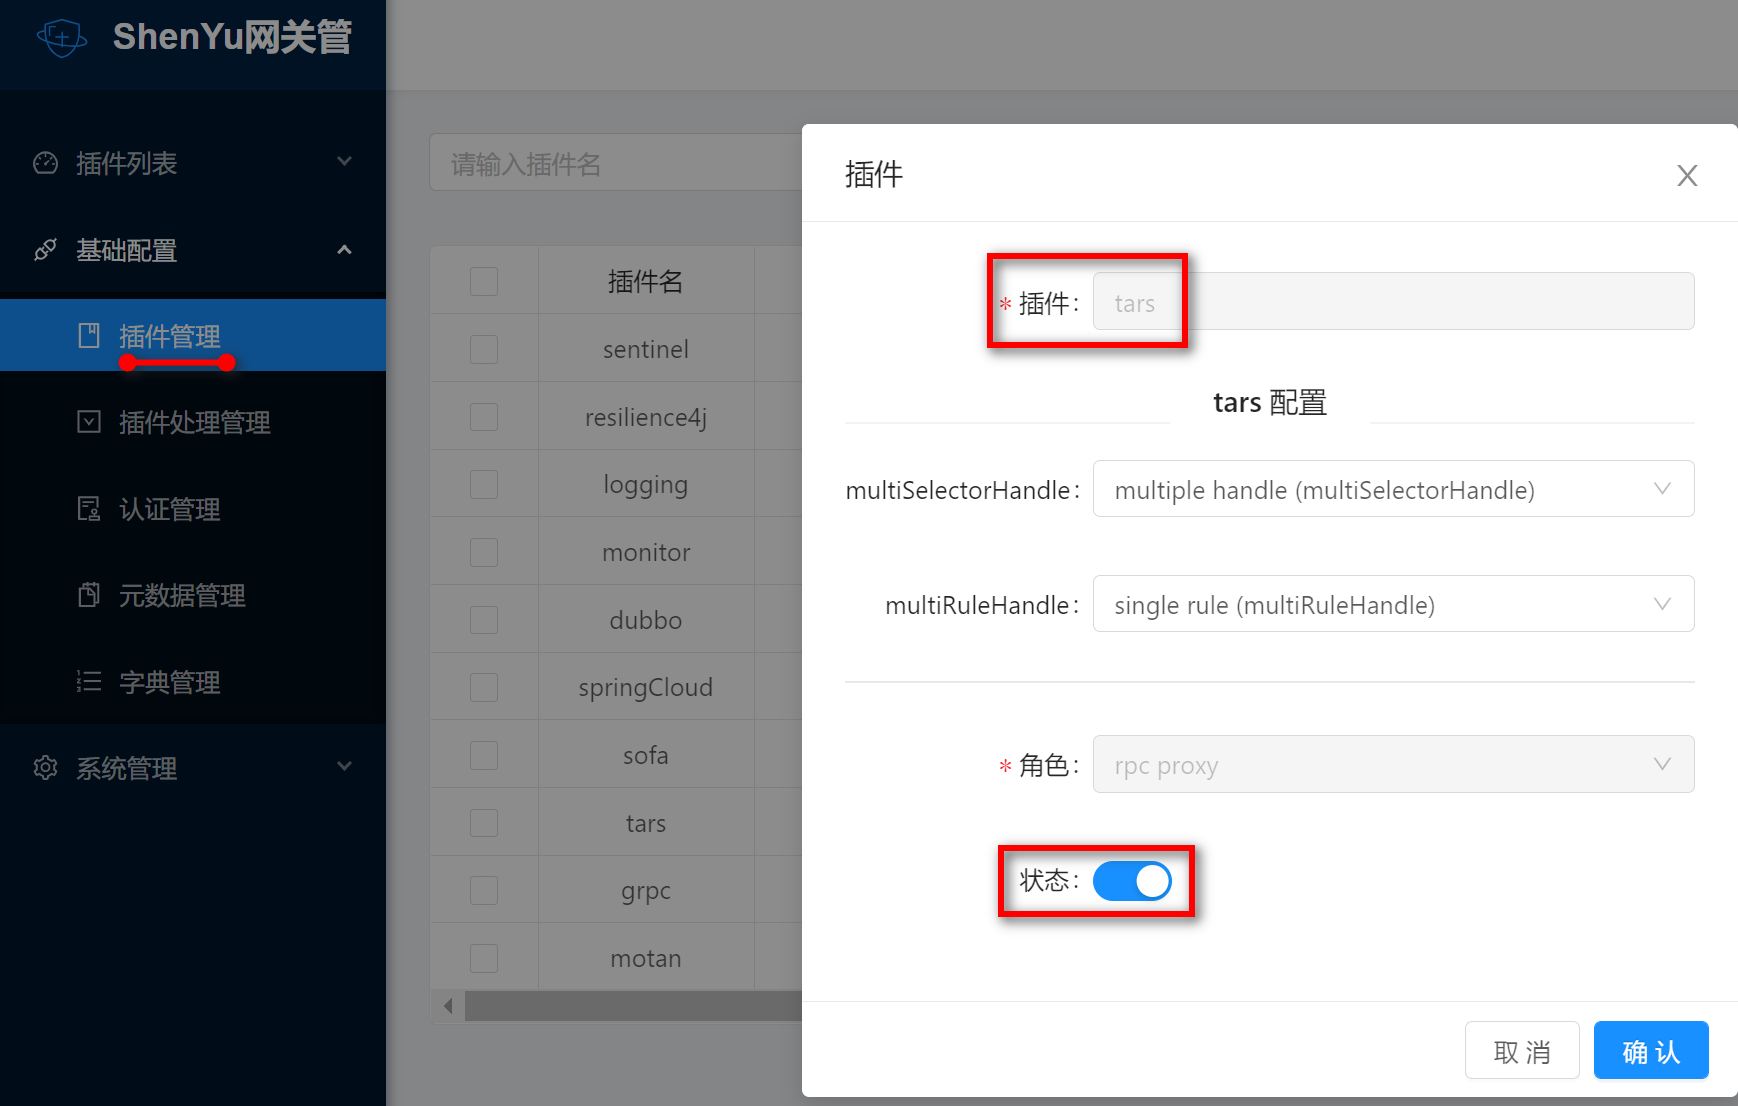 ShenYu网关管
插件列表
基础配置
插件管理
插件处理管理
认证管理
元数据管理
字典管理
系统管理
请输入插件名
插件名
sentinel
resilience4j
logging
monitor
dubbo
springCloud
sofa
tars
grpc
motan
插件
* 插件: tars
tars 配置
multiSelectorHandle: multiple handle (multiSelectorHandle)
multiRuleHandle: single rule (multiRuleHandle)
* 角色: rpc proxy
状态:
取 消 确 认